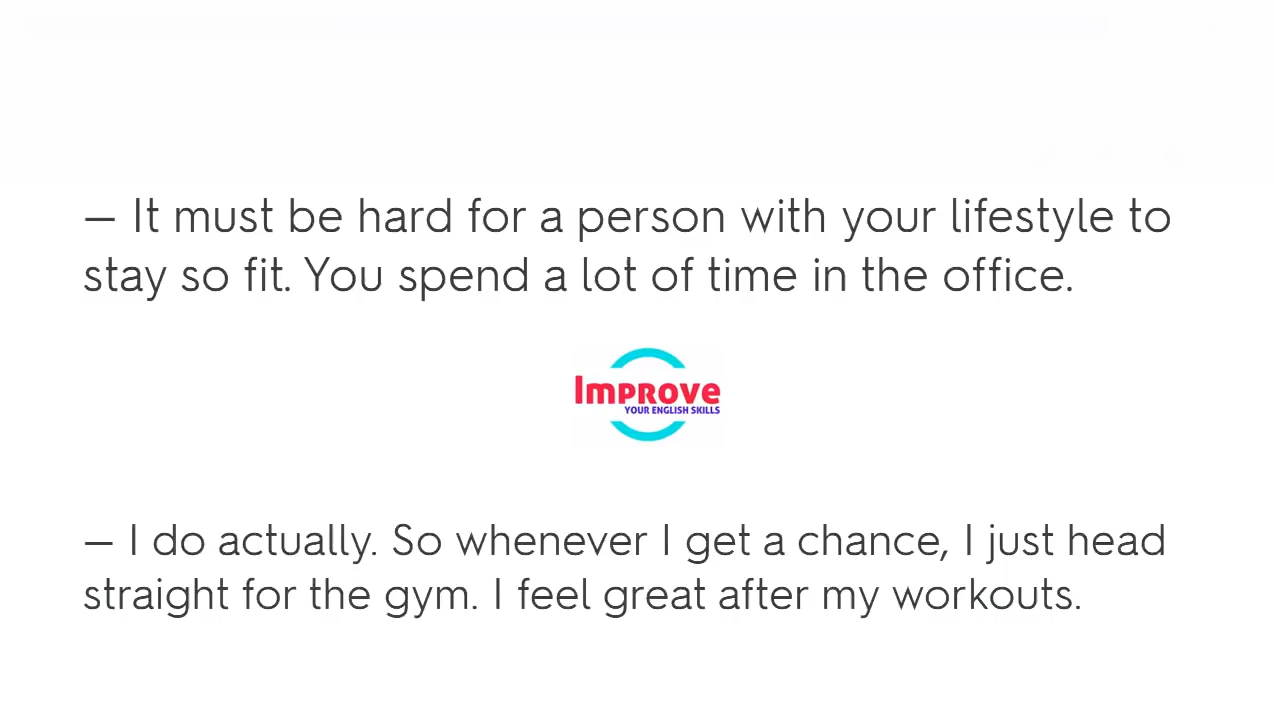 — It must be hard for a person with your lifestyle to
stay so fit. You spend a lot of time in the office.
Improve
YOUR ENGLISH SKILLS
— I do actually. So whenever I get a chance, I just head
straight for the gym. I feel great after my workouts.